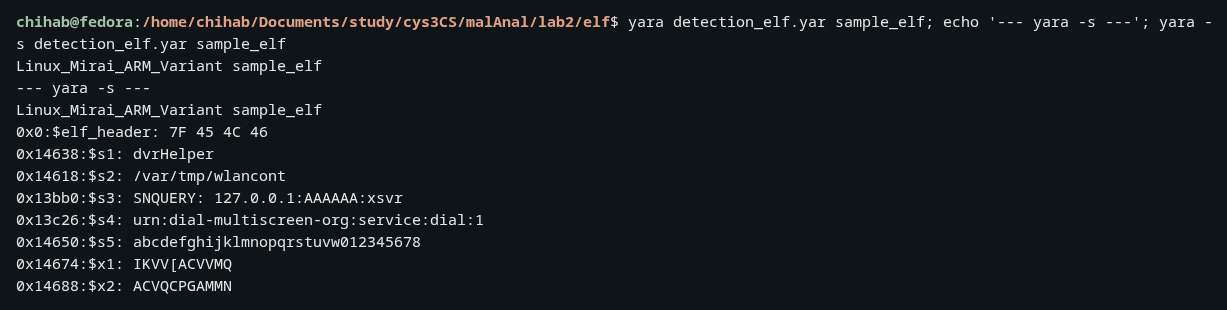 chihab@fedora:/home/chihab/Documents/study/cys3CS/malAnal/lab2/elf$ yara detection_elf.yar sample_elf; echo '--- yara -s ---'; yara -
s detection_elf.yar sample_elf
Linux_Mirai_ARM_Variant sample_elf
--- yara -s ---
Linux_Mirai_ARM_Variant sample_elf
0x0:$elf_header: 7F 45 4C 46
0x14638:$s1: dvrHelper
0x14618:$s2: /var/tmp/wlancont
0x13bb0:$s3: SNQUERY: 127.0.0.1:AAAAAA:xsvr
0x13c26:$s4: urn:dial-multiscreen-org:service:dial:1
0x14650:$s5: abcdefghijklmnopqrstuvw012345678
0x14674:$x1: IKVV[ACVVMQ
0x14688:$x2: ACVQCPGAMMN